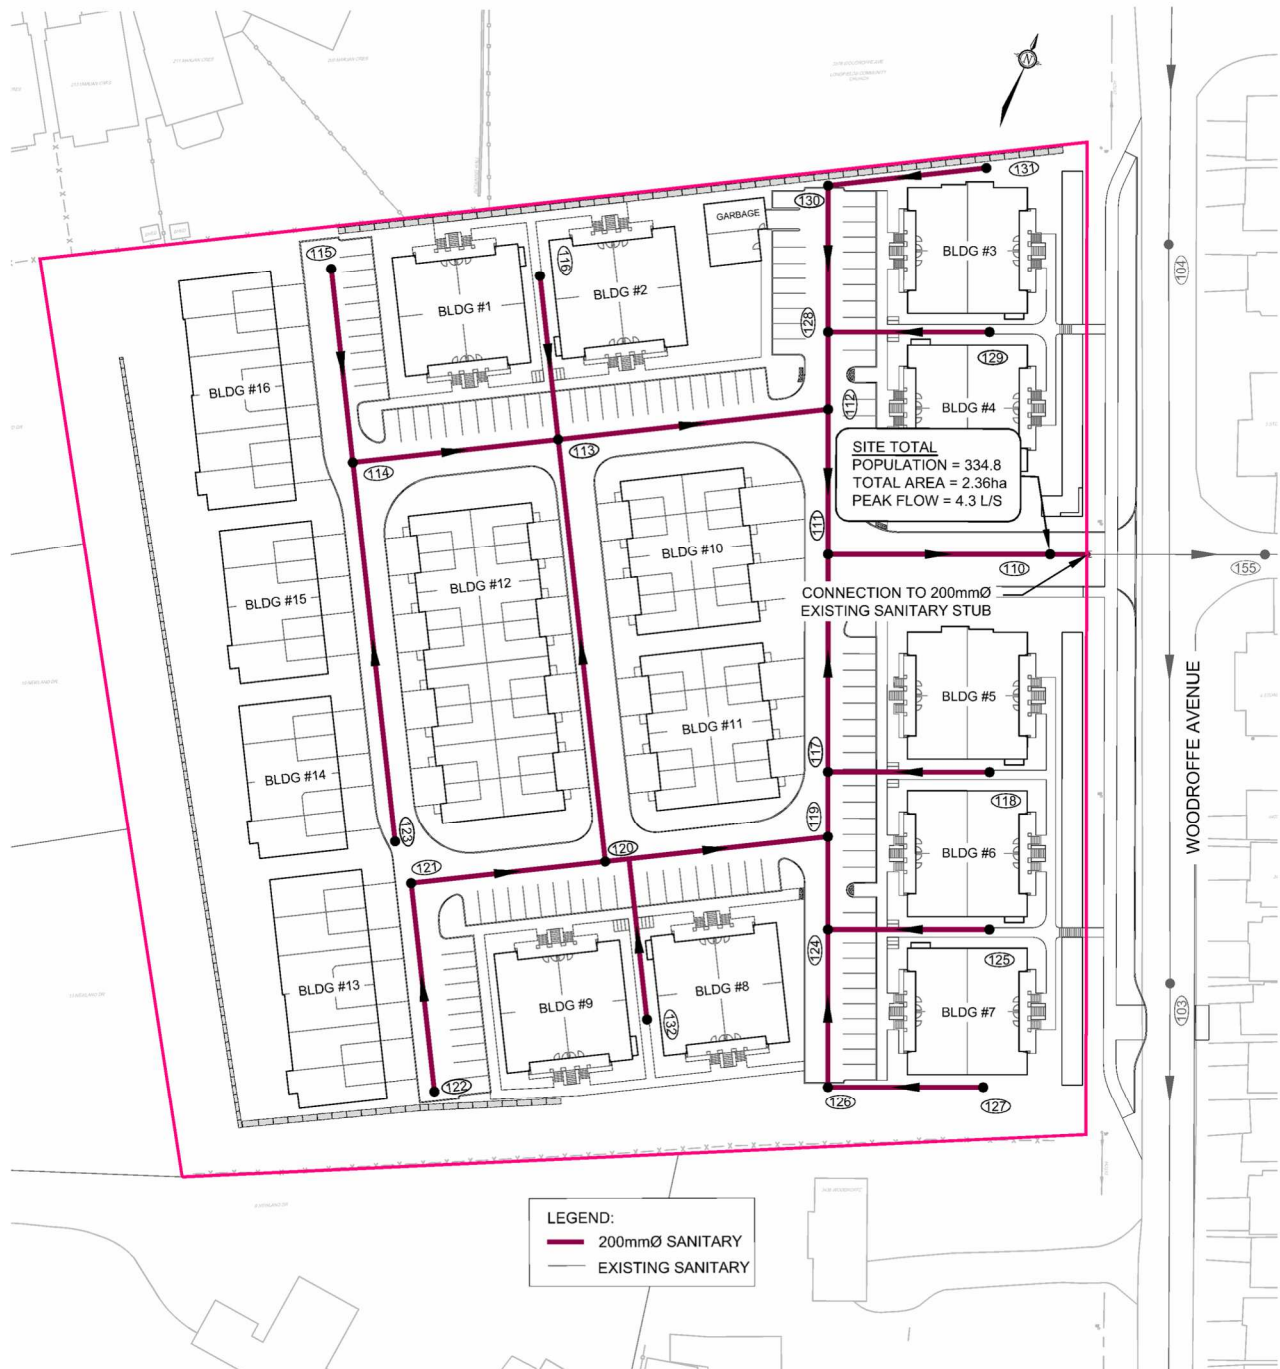 N
131
130
115
GARBAGE
116
BLDG #3
104
BLDG #2
BLDG #1
128
129
BLDG #16
112
BLDG #4
113
114
SITE TOTAL
POPULATION = 334.8
TOTAL AREA = 2.36ha
PEAK FLOW = 4.3 L/S
111
BLDG #10
110
155
BLDG #12
CONNECTION TO 200mmØ
EXISTING SANITARY STUB
BLDG #15
BLDG #5
WOODROFFE AVENUE
BLDG #11
117
BLDG #14
118
119
123
120
BLDG #6
121
124
125
BLDG #13
BLDG #8
BLDG #9
BLDG #7
103
132
122
126
127
LEGEND:
200mmØ SANITARY
EXISTING SANITARY